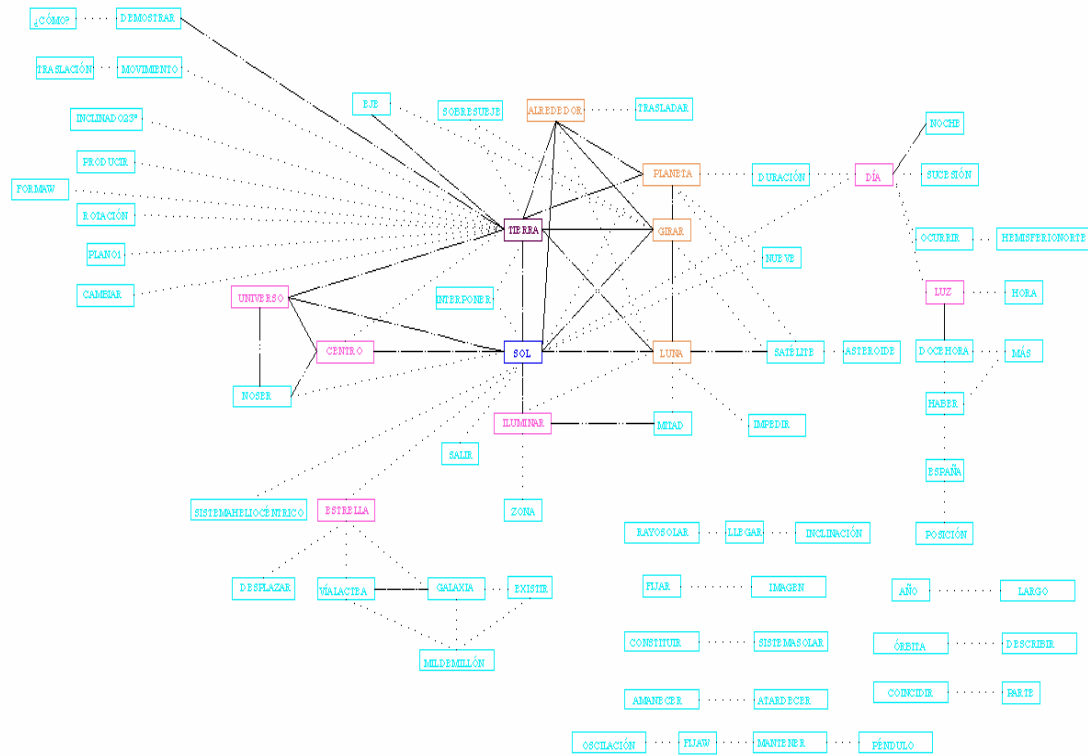 ¿CÓMO?
DEMOSTRAR
TRASLACIÓN
MOVIMIENTO
EJE
SOBRESUEJE
ALREDEDOR
TRASLADAR
INCLINADO23º
NOCHE
PRODUCIR
PLANETA
DURACIÓN
DÍA
SUCESIÓN
FORMAW
ROTACIÓN
TIERRA
GIRAR
OCURRIR
HEMISFERIONORTE
PLANO1
NUEVE
CAMBIAR
UNIVERSO
INTERPONER
LUZ
HORA
CENTRO
SOL
LUNA
SATÉLITE
ASTEROIDE
DOCEHORA
MÁS
NOSER
HABER
ILUMINAR
MITAD
IMPEDIR
SALIR
ESPAÑA
SISTEMAHELIOCÉNTRICO
ESTRELLA
ZONA
RAYOSOLAR
LLEGAR
INCLINACIÓN
POSICIÓN
DESPLAZAR
VÍALACTEA
GALAXIA
EXISTIR
FIJAR
IMAGEN
AÑO
LARGO
CONSTITUIR
SISTEMASOLAR
ÓRBITA
DESCRIBIR
MILDEMILLÓN
AMANECER
ATARDECER
COINCIDIR
PARTE
OSCILACIÓN
FIJAW
MANTENER
PÉNDULO